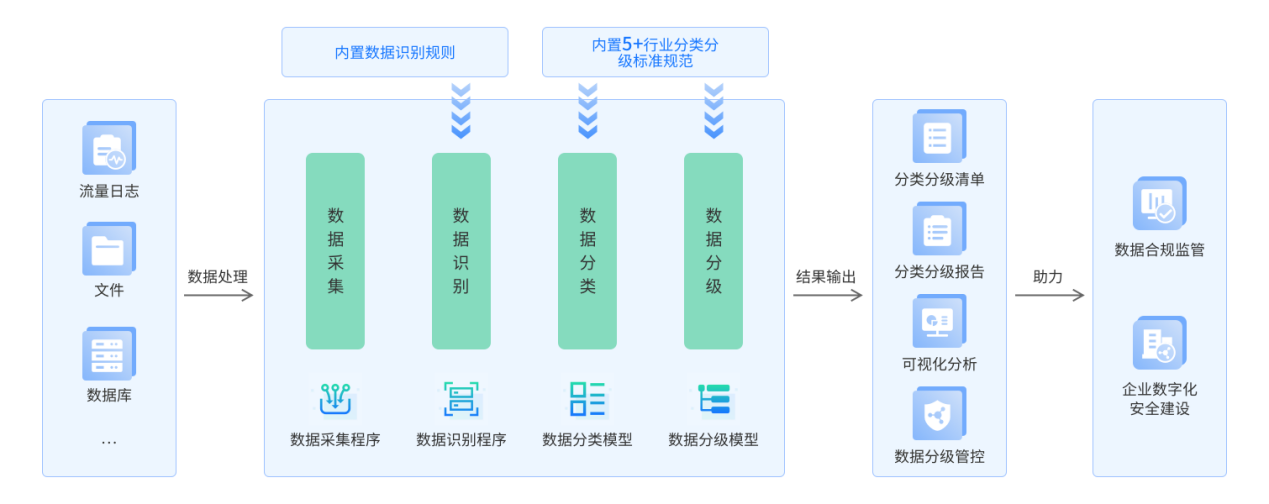 内置数据识别规则
内置5+行业分类分
级标准规范
流量日志
文件
数据库
...
数据处理
数据采集
数据识别
数据分类
数据分级
数据采集程序
数据识别程序
数据分类模型
数据分级模型
结果输出
分类分级清单
分类分级报告
可视化分析
数据分级管控
助力
数据合规监管
企业数字化
安全建设